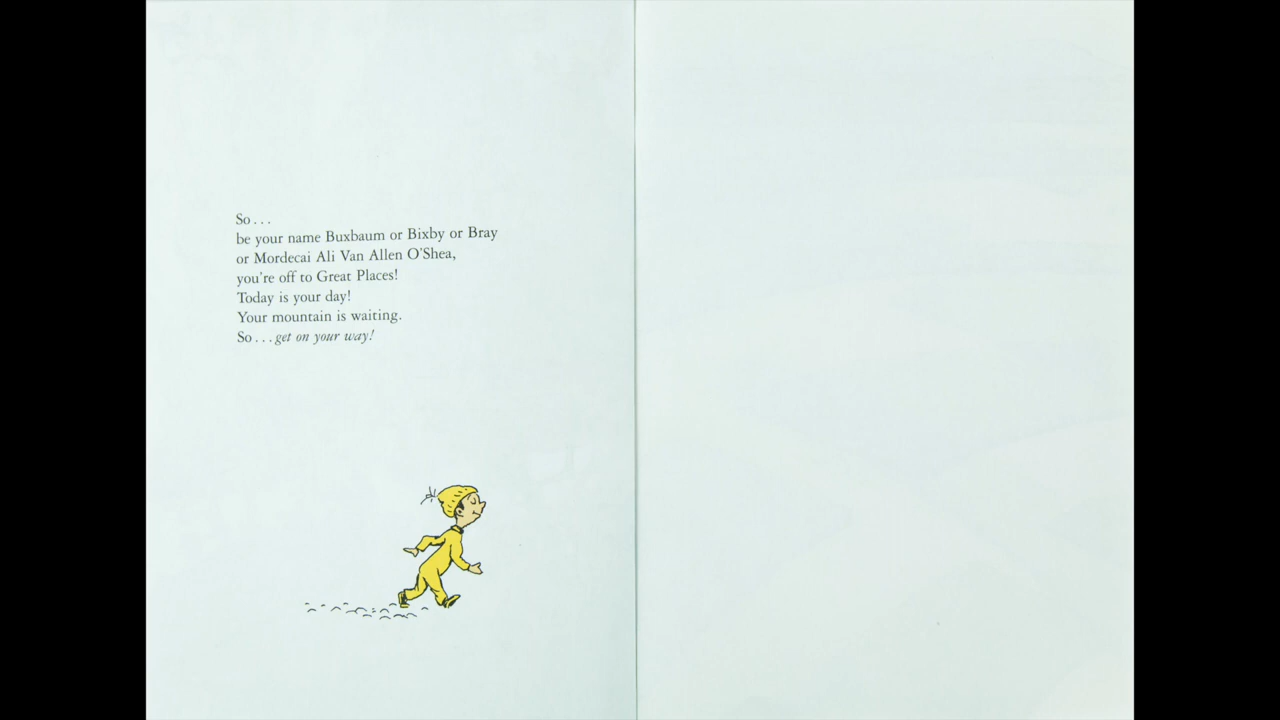 So . . .
be your name Buxbaum or Bixby or Bray
or Mordecai Ali Van Allen O'Shea,
you're off to Great Places!
Today is your day!
Your mountain is waiting.
So . . . get on your way!